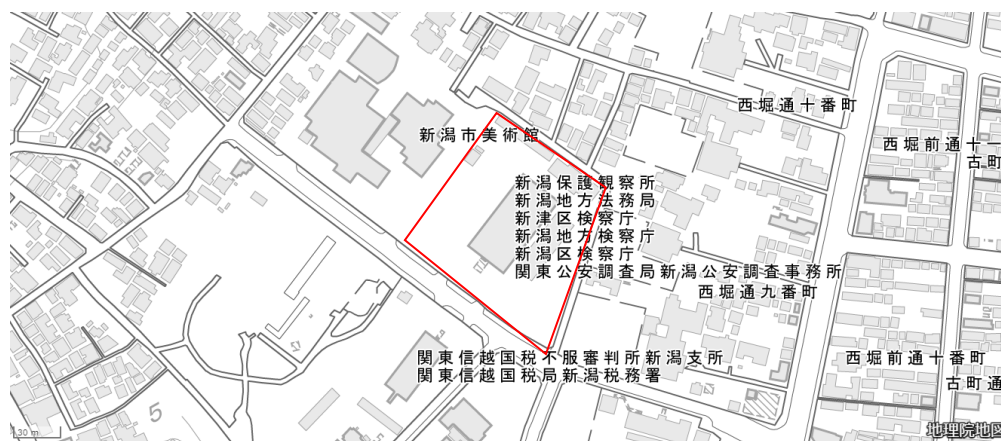 西堀通十番町
新潟市美術館
西堀前通十一
古町
新潟保護観察所
新潟地方法務局
新津区検察庁
新潟地方検察庁
新潟区検察庁
関東公安調査局新潟公安調査事務所
西堀通九番町
関東信越国税不服審判所新潟支所
関東信越国税局新潟税務署
西堀前通十番町
古町通
5
30 m
地理院地図